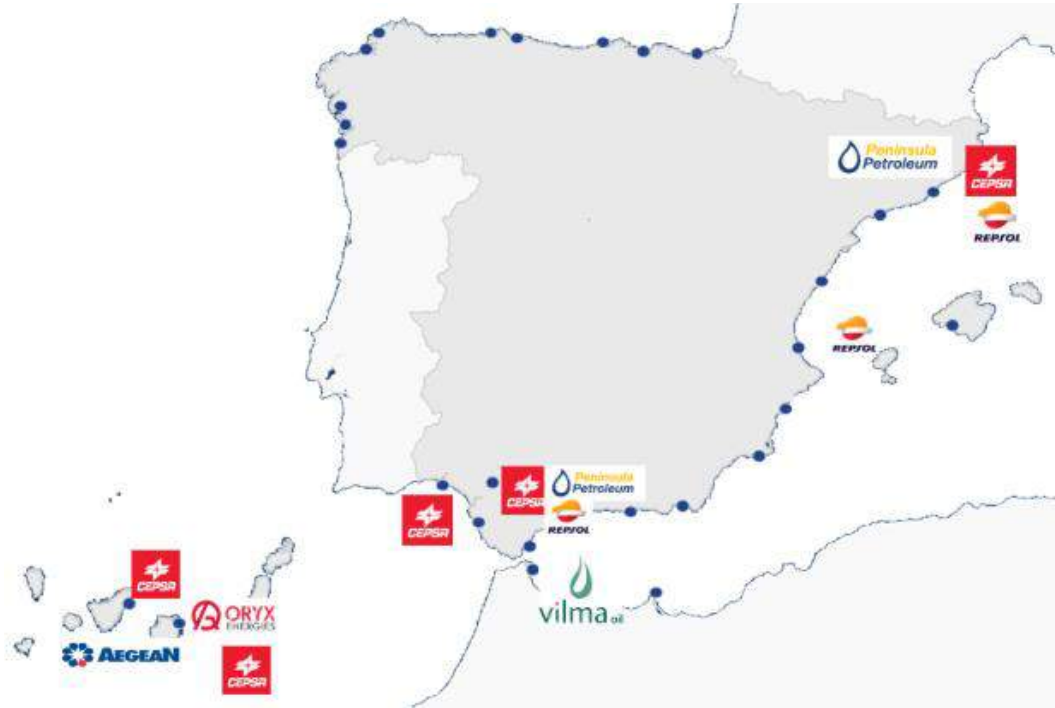 Peninsula
Petroleum
CEPSA
REPSOL
REPSOL
CEPSA
Peninsula
Petroleum
REPSOL
CEPSA
vilma oil
CEPSA
ORYX
ENERGIES
AEGEAN
CEPSA